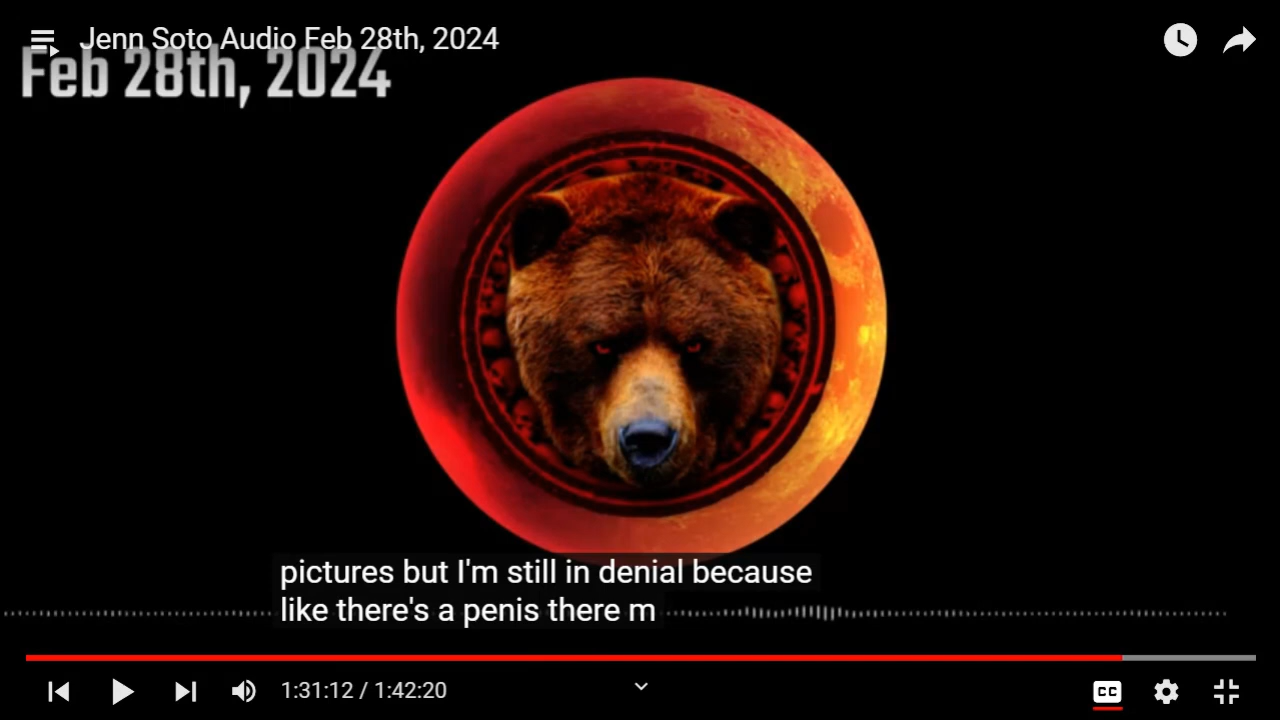 Jenn Soto Audio Feb 28th, 2024
Feb 28th, 2024
pictures but I'm still in denial because
like there's a penis there m
1:31:12 / 1:42:20
CC